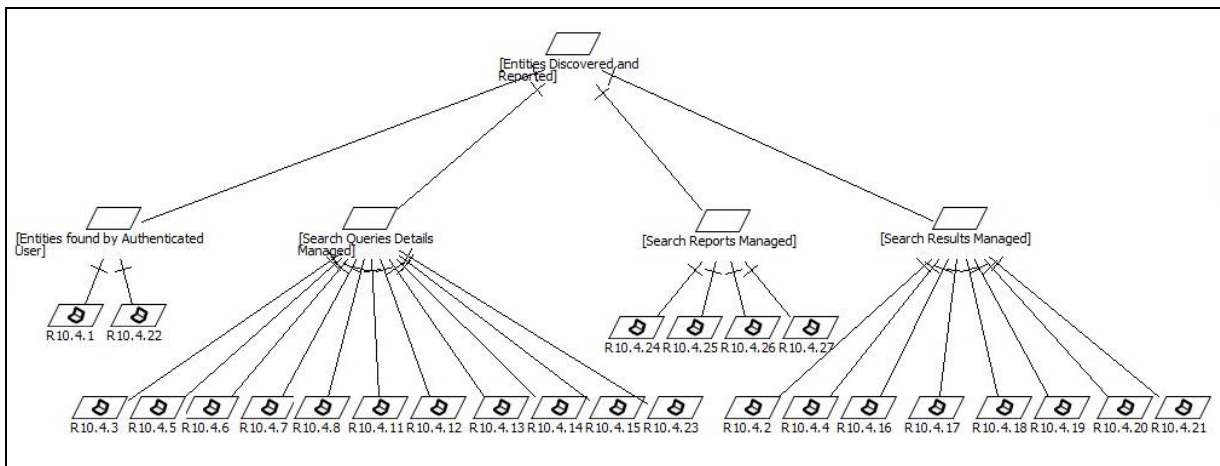 [Entities Discovered and
Reported]
[Entities found by Authenticated
User]
[Search Queries Details
Managed]
[Search Reports Managed]
[Search Results Managed]
R10.4.1
R10.4.22
R10.4.24
R10.4.25
R10.4.26
R10.4.27
R10.4.3
R10.4.5
R10.4.6
R10.4.7
R10.4.8
R10.4.11
R10.4.12
R10.4.13
R10.4.14
R10.4.15
R10.4.23
R10.4.2
R10.4.4
R10.4.16
R10.4.17
R10.4.18
R10.4.19
R10.4.20
R10.4.21